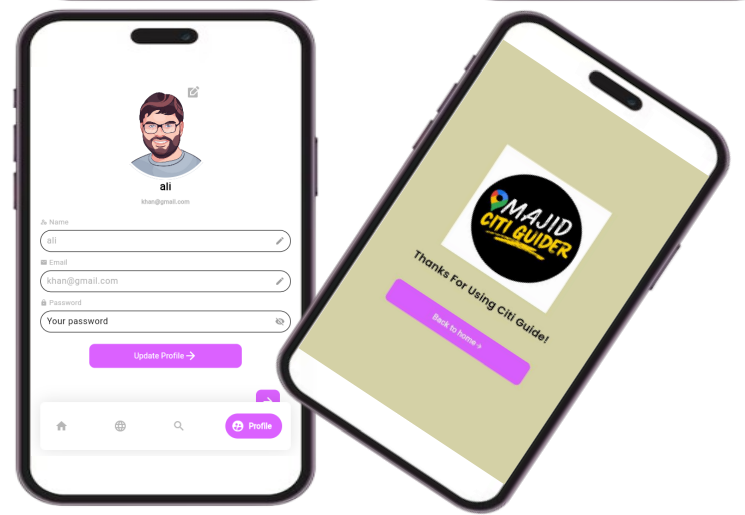 ali
khan@gmail.com
Name
ali
Email
khan@gmail.com
Password
Your password
Update Profile →
Profile
MAJID
CITI GUIDER
Thanks For Using Citi Guide!
Back to home →